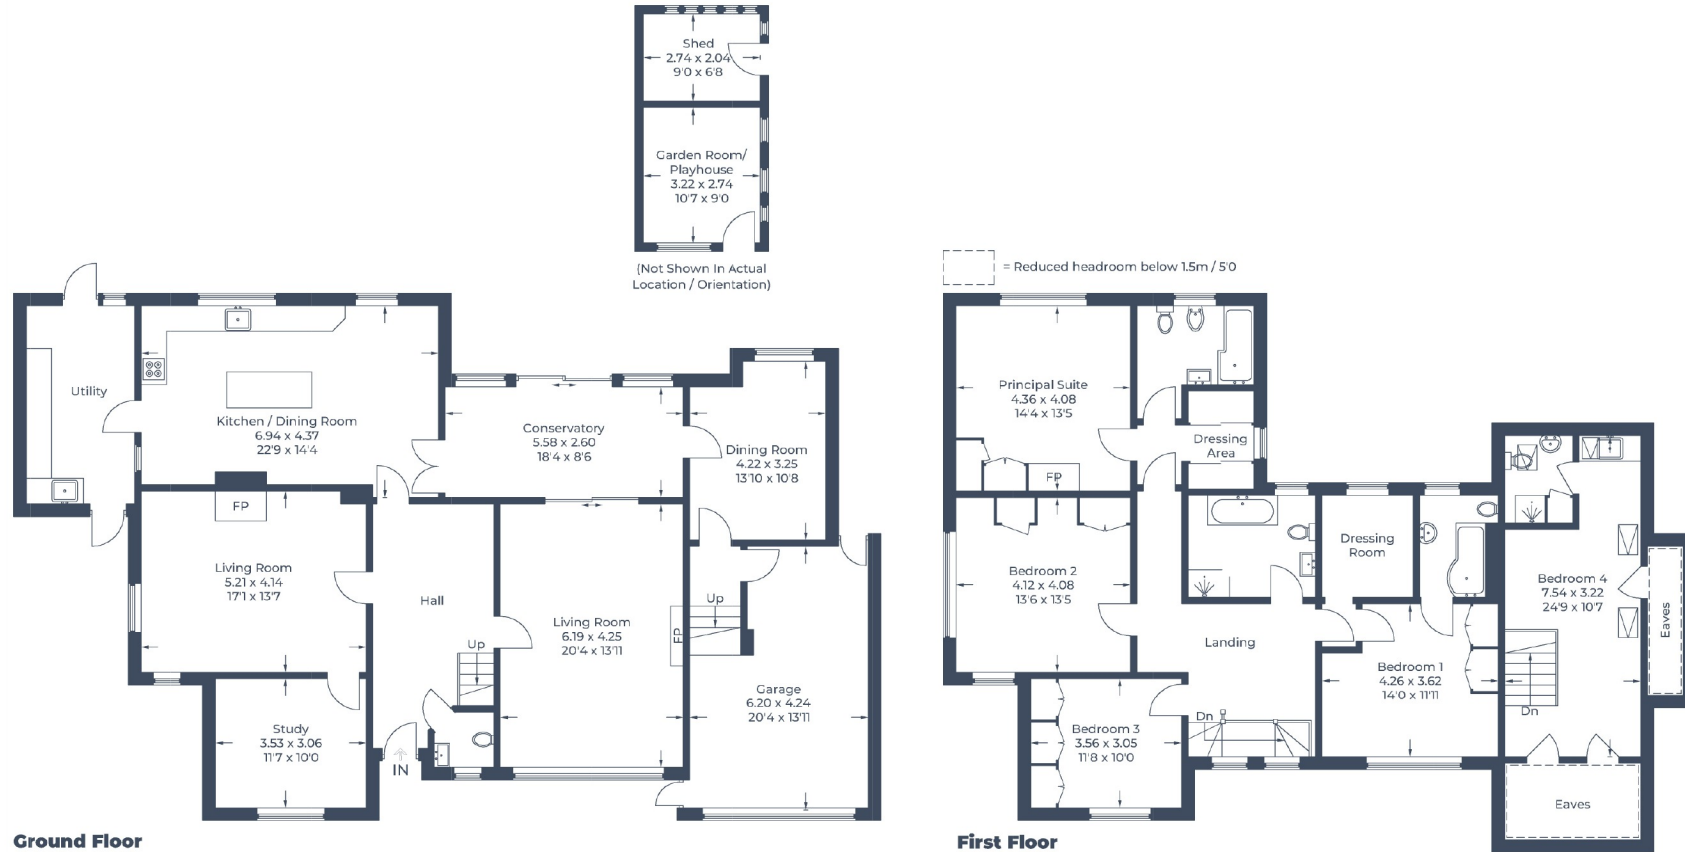 Shed
2.74 x 2.04
9'0 x 6'8
Garden Room/
Playhouse
3.22 x 2.74
10'7 x 9'0
(Not Shown In Actual
Location / Orientation)
Utility
Kitchen / Dining Room
6.94 x 4.37
22'9 x 14'4
Conservatory
5.58 x 2.60
18'4 x 8'6
Dining Room
4.22 x 3.25
13'10 x 10'8
FP
Living Room
5.21 x 4.14
17'1 x 13'7
Hall
Up
Living Room
6.19 x 4.25
20'4 x 13'11
FP
Up
Garage
6.20 x 4.24
20'4 x 13'11
Study
3.53 x 3.06
11'7 x 10'0
IN
Ground Floor
= Reduced headroom below 1.5m / 5'0
Principal Suite
4.36 x 4.08
14'4 x 13'5
FP
Dressing
Area
Bedroom 2
4.12 x 4.08
13'6 x 13'5
Dressing
Room
Landing
Bedroom 1
4.26 x 3.62
14'0 x 11'11
Bedroom 4
7.54 x 3.22
24'9 x 10'7
Eaves
Dn
Bedroom 3
3.56 x 3.05
11'8 x 10'0
Dn
Eaves
First Floor